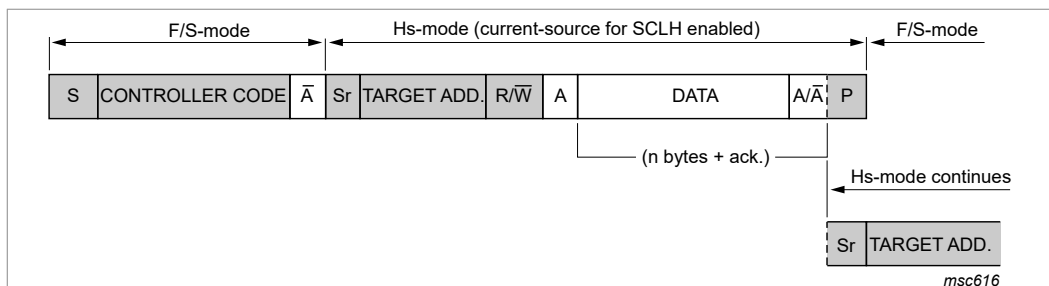 F/S-mode Hs-mode (current-source for SCLH enabled) F/S-mode
S CONTROLLER CODE A̅ Sr TARGET ADD. R/W̅ A DATA A/A̅ P
(n bytes + ack.)
Hs-mode continues
Sr TARGET ADD.
msc616